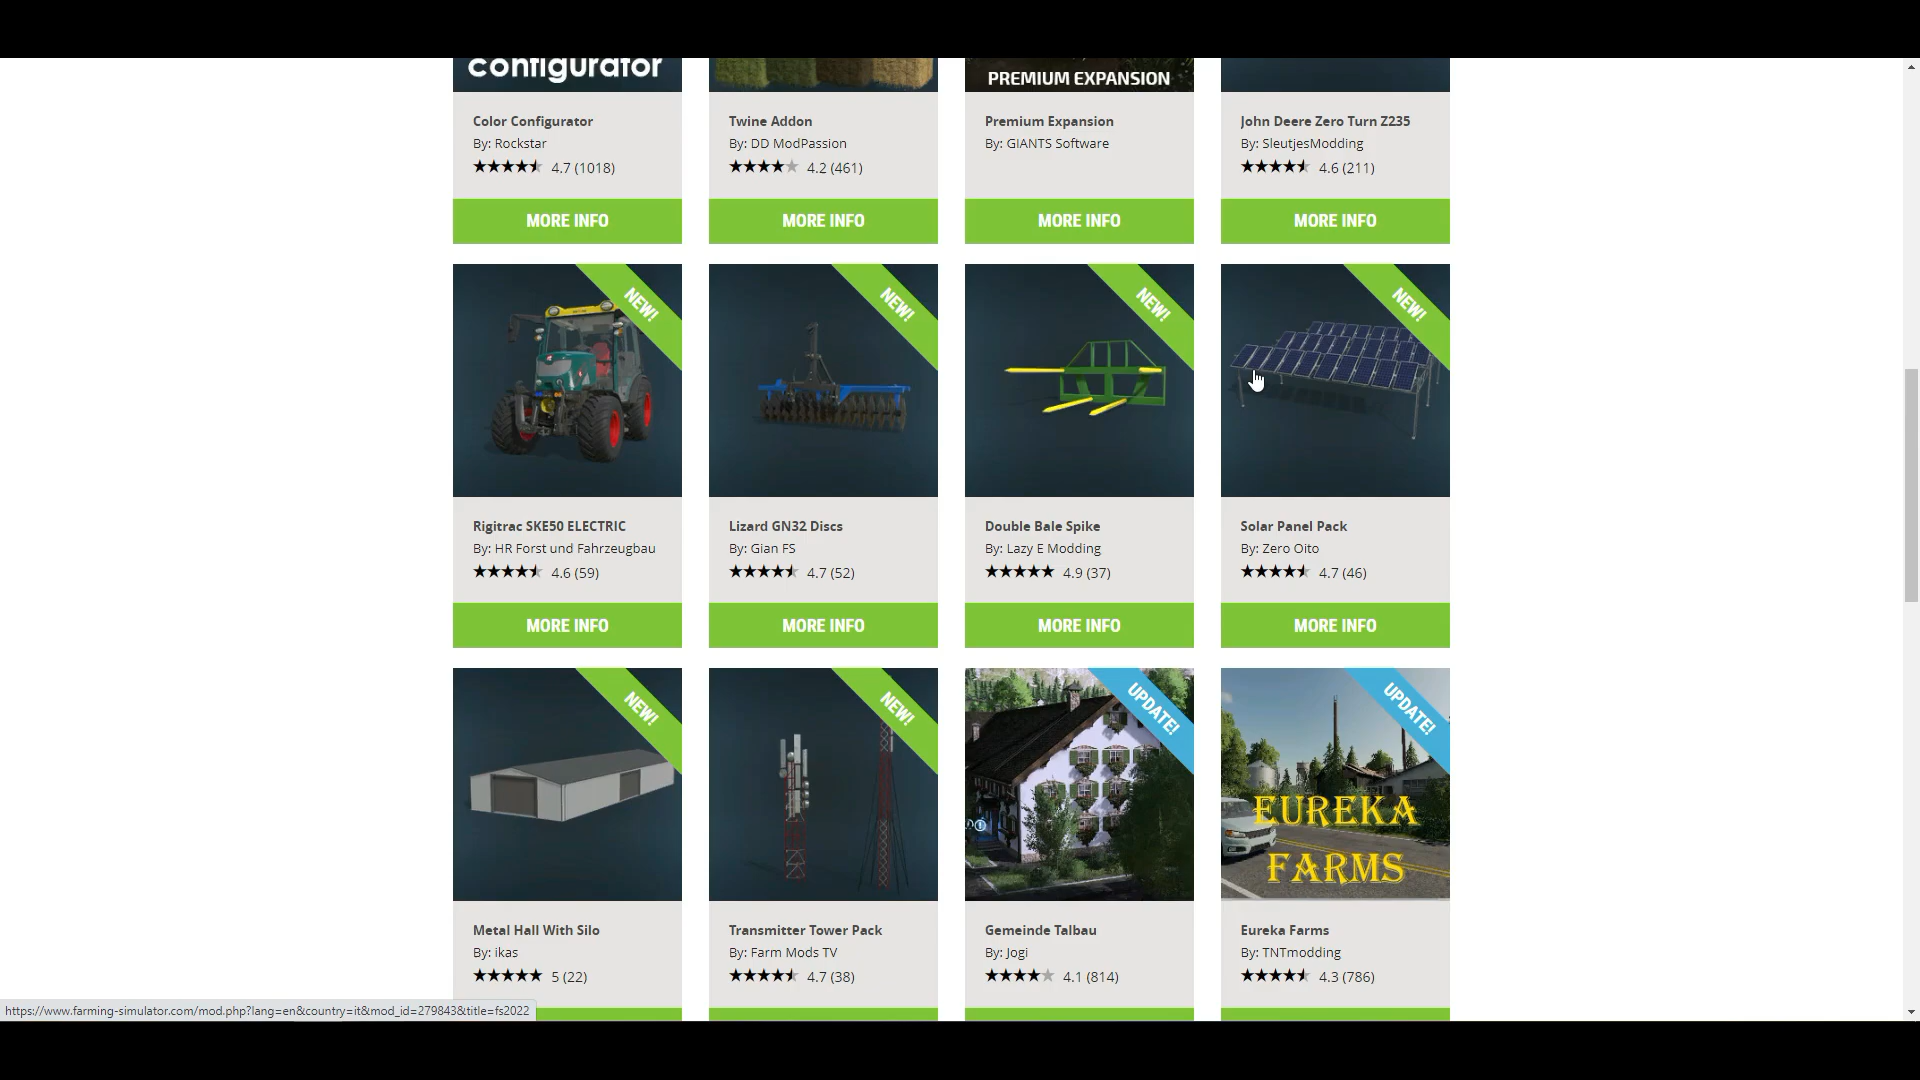 configurator
PREMIUM EXPANSION
Color Configurator
By: Rockstar
4.7 (1018)
MORE INFO
Twine Addon
By: DD ModPassion
4.2 (461)
MORE INFO
Premium Expansion
By: GIANTS Software
MORE INFO
John Deere Zero Turn Z235
By: SleutjesModding
4.6 (211)
MORE INFO
NEW!
Rigitrac SKE50 ELECTRIC
By: HR Forst und Fahrzeugbau
4.6 (59)
MORE INFO
NEW!
Lizard GN32 Discs
By: Gian FS
4.7 (52)
MORE INFO
NEW!
Double Bale Spike
By: Lazy E Modding
4.9 (37)
MORE INFO
NEW!
Solar Panel Pack
By: Zero Oito
4.7 (46)
MORE INFO
NEW!
Metal Hall With Silo
By: ikas
5 (22)
NEW!
Transmitter Tower Pack
By: Farm Mods TV
4.7 (38)
UPDATE!
Gemeinde Talbau
By: Jogi
4.1 (814)
UPDATE!
EUREKA
FARMS
Eureka Farms
By: TNTmodding
4.3 (786)
https://www.farming-simulator.com/mod.php?lang=en&country=it&mod_id=279843&title=fs2022